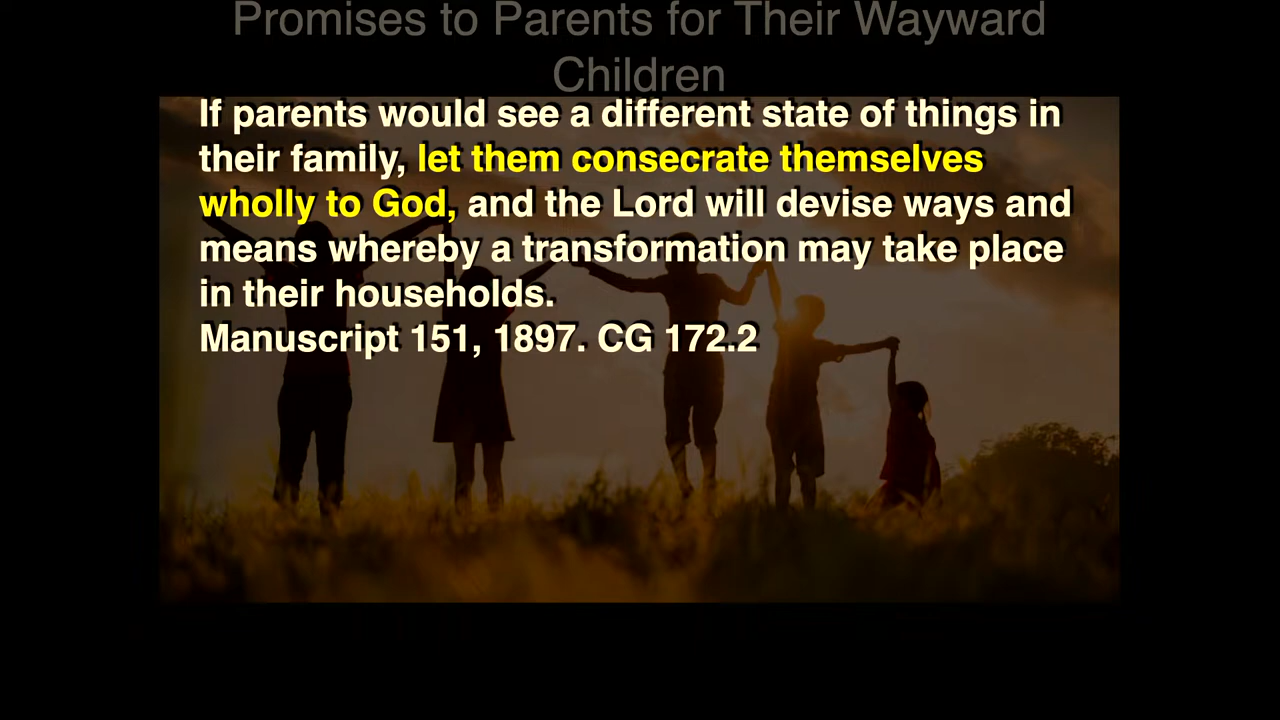 Promises to Parents for Their Wayward
Children
If parents would see a different state of things in
their family, let them consecrate themselves
wholly to God, and the Lord will devise ways and
means whereby a transformation may take place
in their households.
Manuscript 151, 1897. CG 172.2